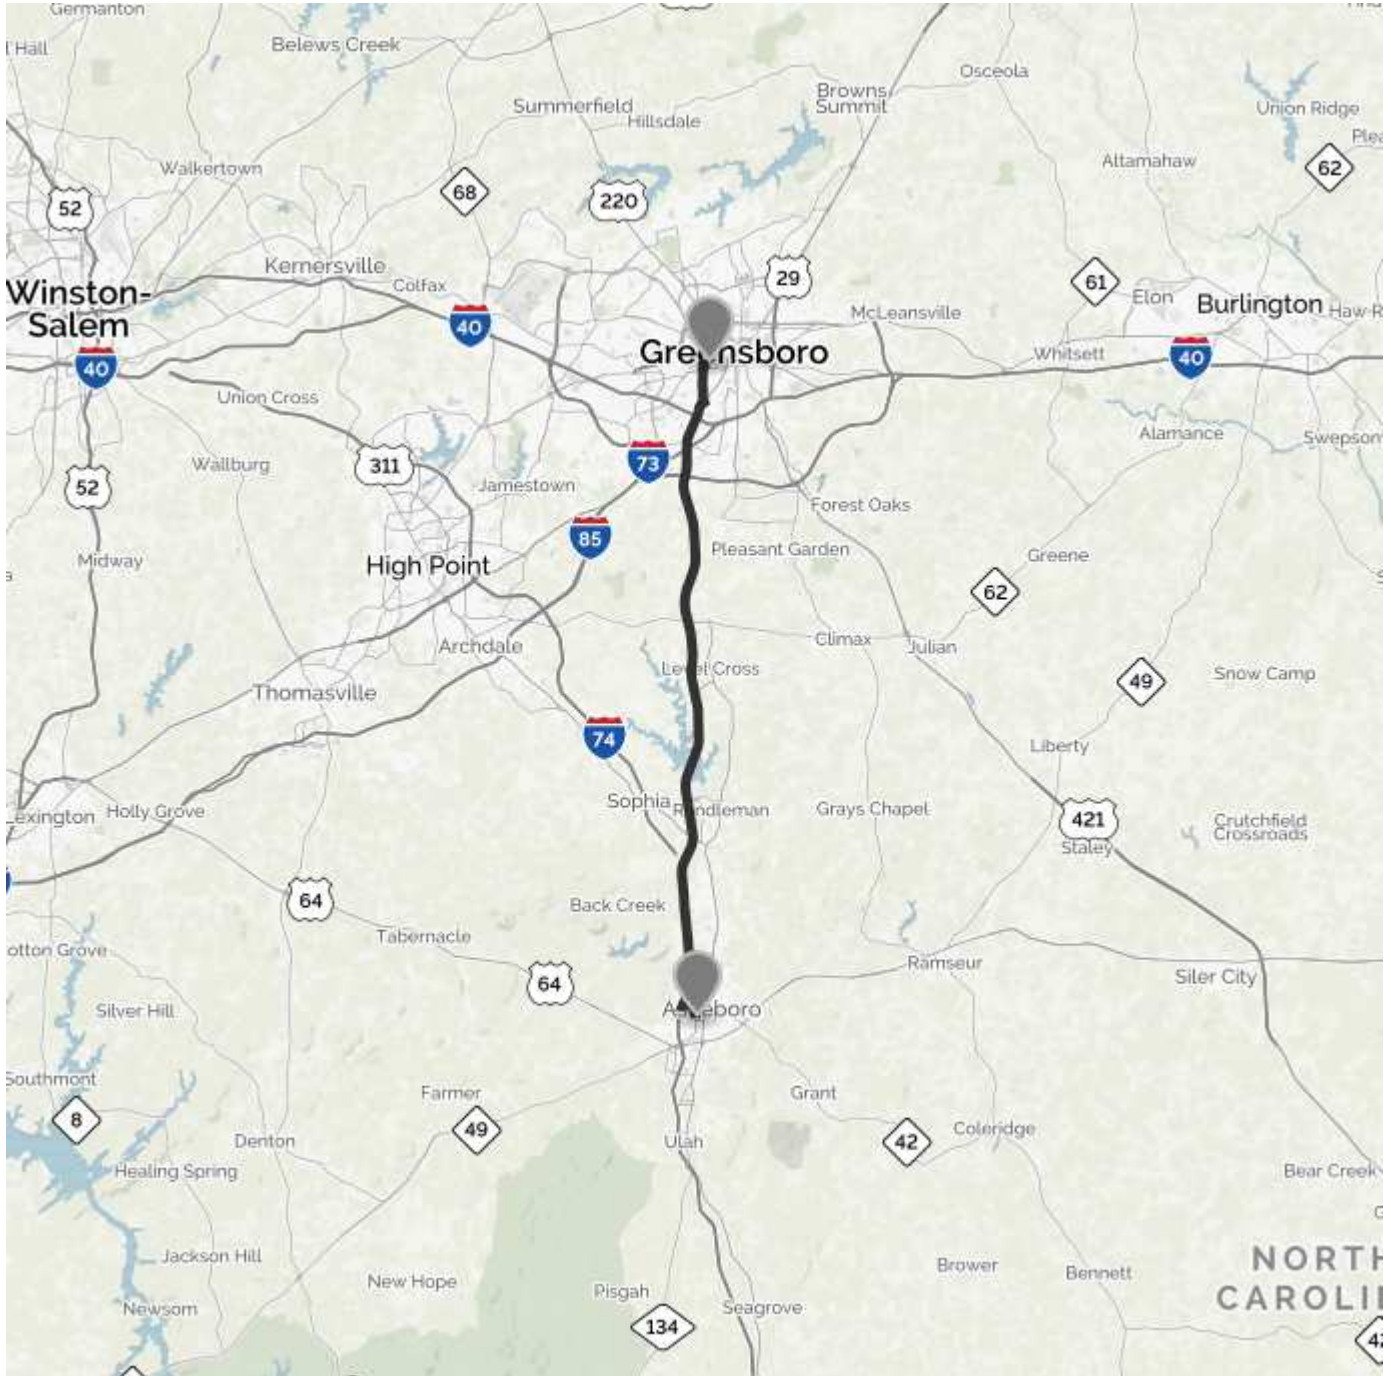 Germanton
Belews Creek
Osceola
Browns
Summit
Summerfield
Hillsdale
Union Ridge
Walkertown
Altamahaw
62
68
52
220
Kernersville
Colfax
29
61
Elon
Burlington
Winston-
Salem
40
McLeansville
Greensboro
Whitsett
40
40
Union Cross
Alamance
Wallburg
311
73
52
Jamestown
Forest Oaks
85
Pleasant Garden
Midway
High Point
Greene
62
Archdale
Climax
Julian
Level Cross
Snow Camp
49
Thomasville
74
Liberty
Sophia
Randleman
Grays Chapel
Holly Grove
421
Crutchfield
Crossroads
Staley
64
Back Creek
Tabernacle
Ramseur
64
Siler City
Silver Hill
Asheboro
Southmont
Farmer
Grant
8
49
42
Coleridge
Denton
Ulah
Healing Spring
Bear Creek
Jackson Hill
New Hope
Brower
Bennett
NORTH
CAROLI
Pisgah
Newsom
Seagrove
134